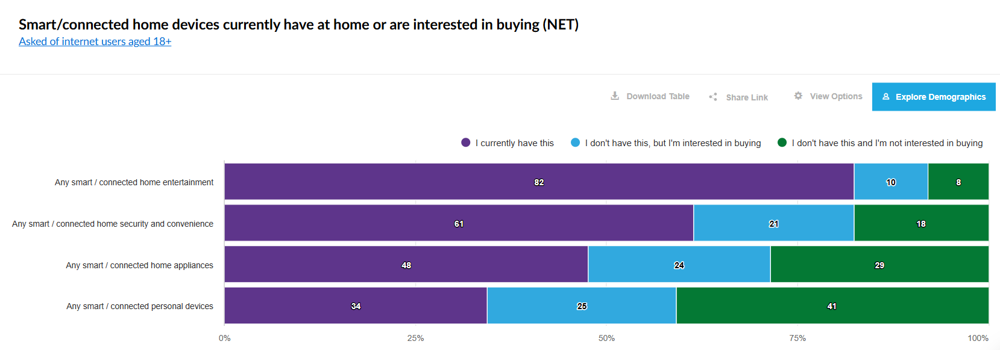 Smart/connected home devices currently have at home or are interested in buying (NET)
Asked of internet users aged 18+
Download Table Share Link View Options Explore Demographics
I currently have this I don't have this, but I'm interested in buying I don't have this and I'm not interested in buying
Any smart / connected home entertainment 82 10 8
Any smart / connected home security and convenience 61 21 18
Any smart / connected home appliances 48 24 29
Any smart / connected personal devices 34 25 41
0% 25% 50% 75% 100%